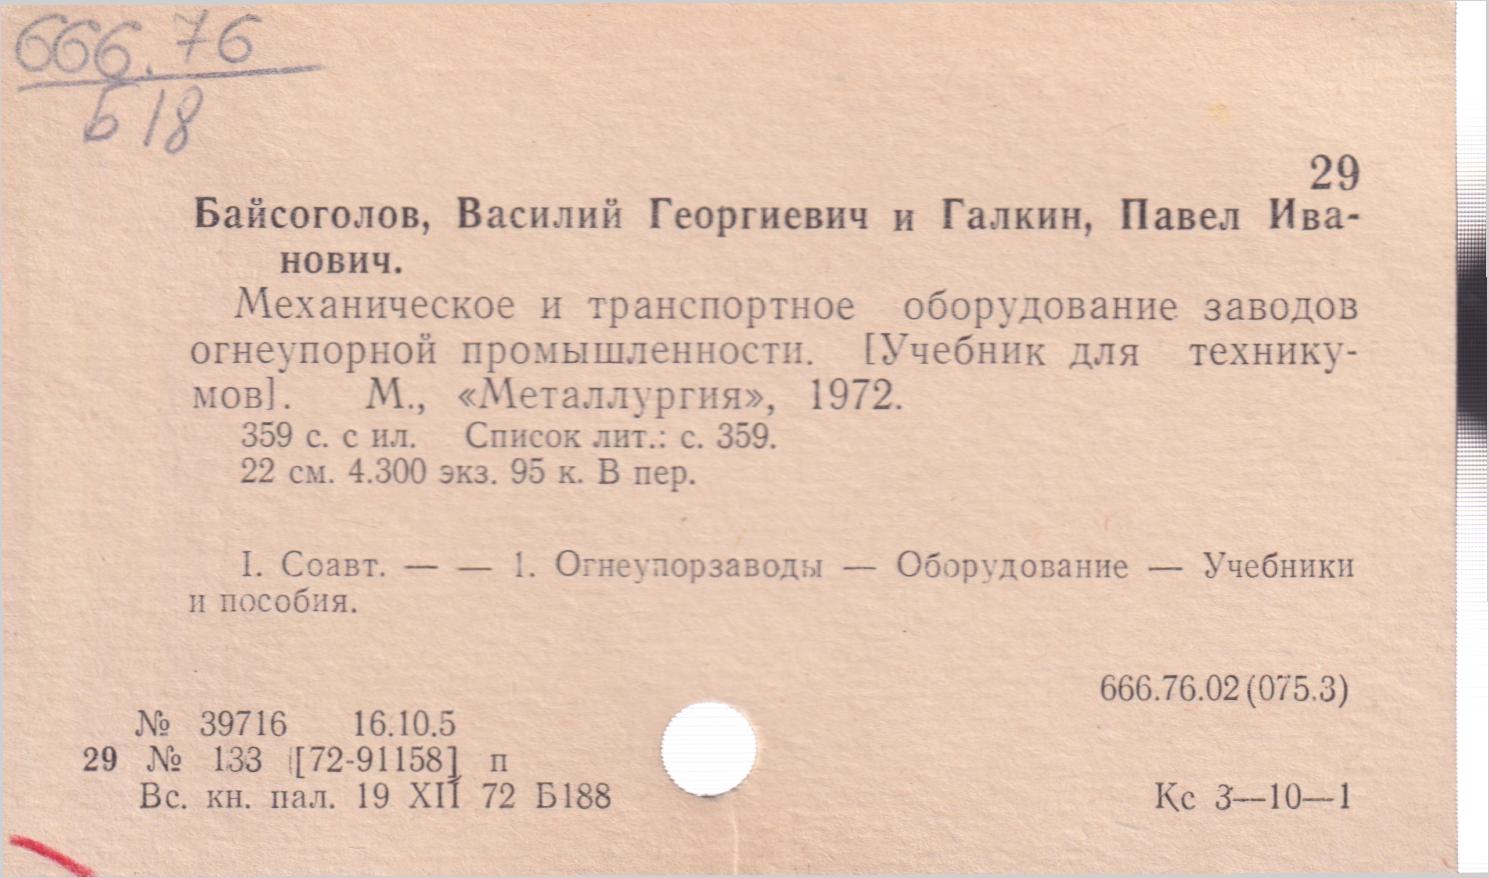 666.76
Б 18
29
Байсоголов, Василий Георгиевич и Галкин, Павел Ива-
нович.
Механическое и транспортное оборудование заводов
огнеупорной промышленности. [Учебник для технику-
мов]. М., «Металлургия», 1972.
359 с. с ил. Список лит.: с. 359.
22 см. 4.300 экз. 95 к. В пер.
I. Соавт. — — 1. Огнеупорзаводы — Оборудование — Учебники
и пособия.
666.76.02(075.3)
№ 39716 16.10.5
29 № 133 [72-91158] п
Вс. кн. пал. 19 XII 72 Б188
Кс 3—10—1